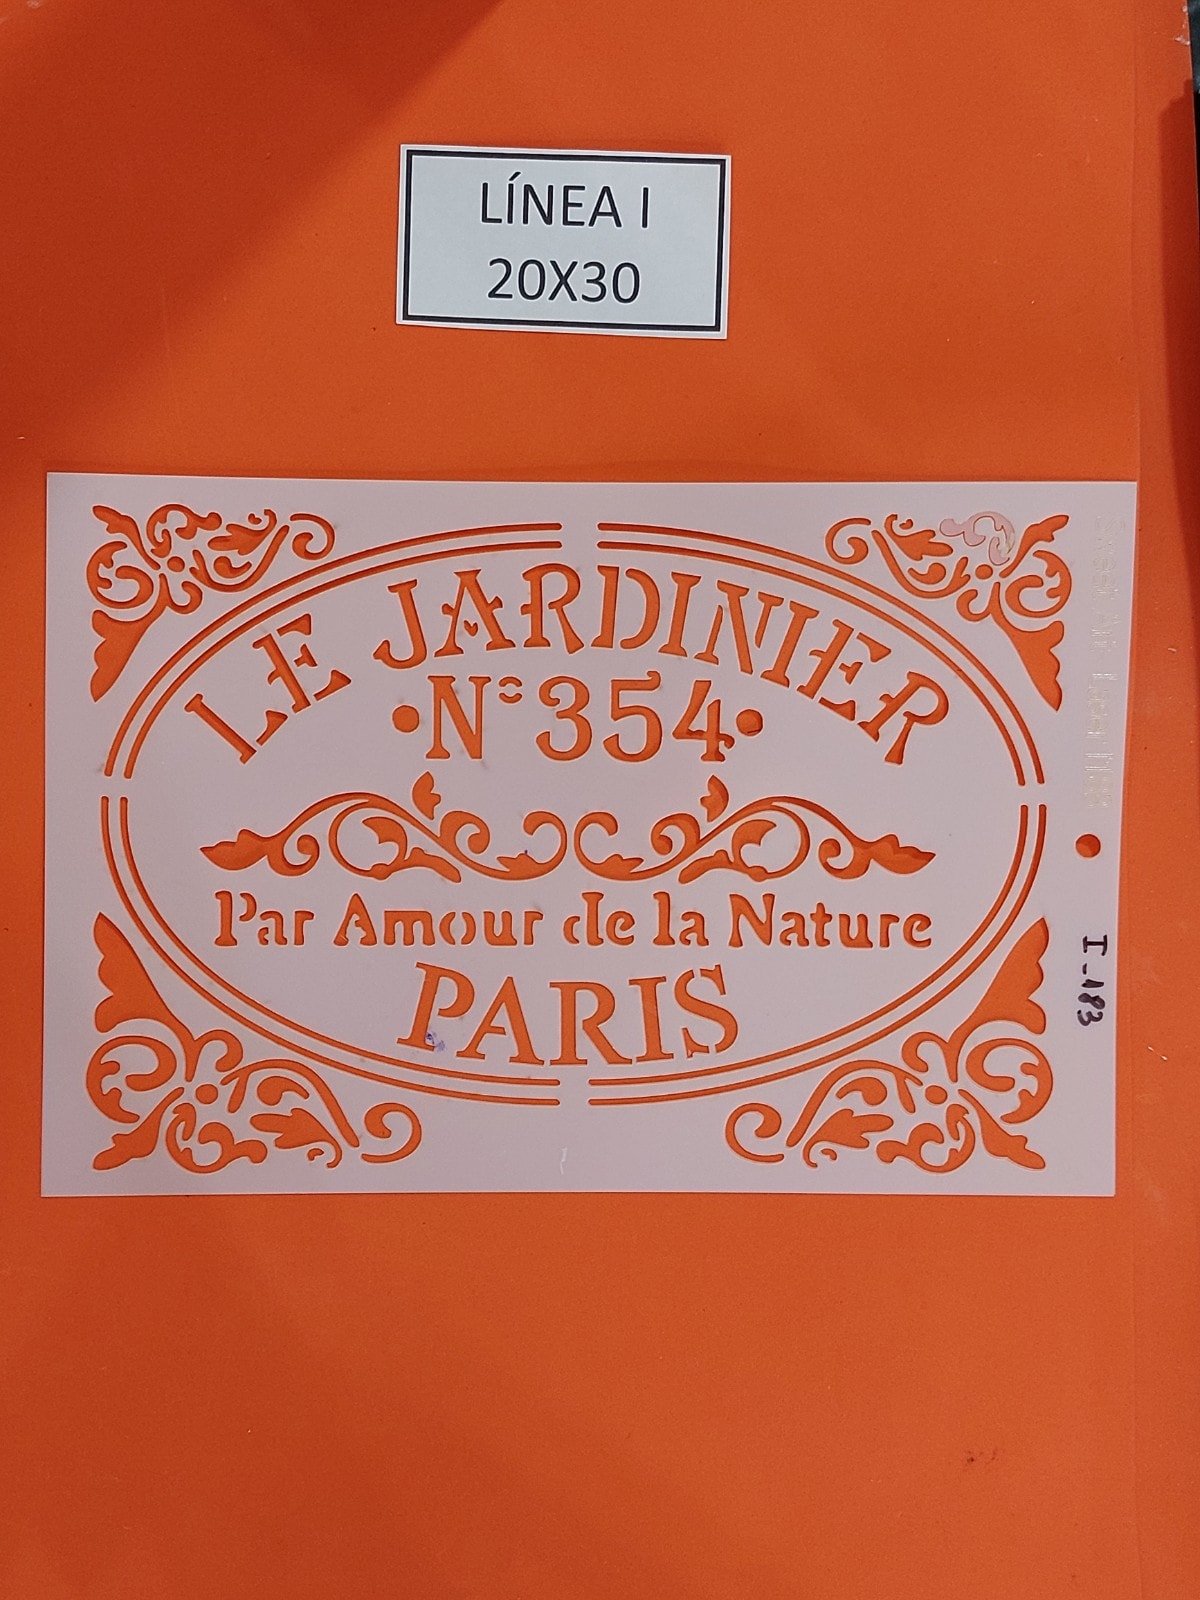 LÍNEA I
20X30
LE JARDINIER
•N°354•
Par Amour de la Nature
PARIS
I_183